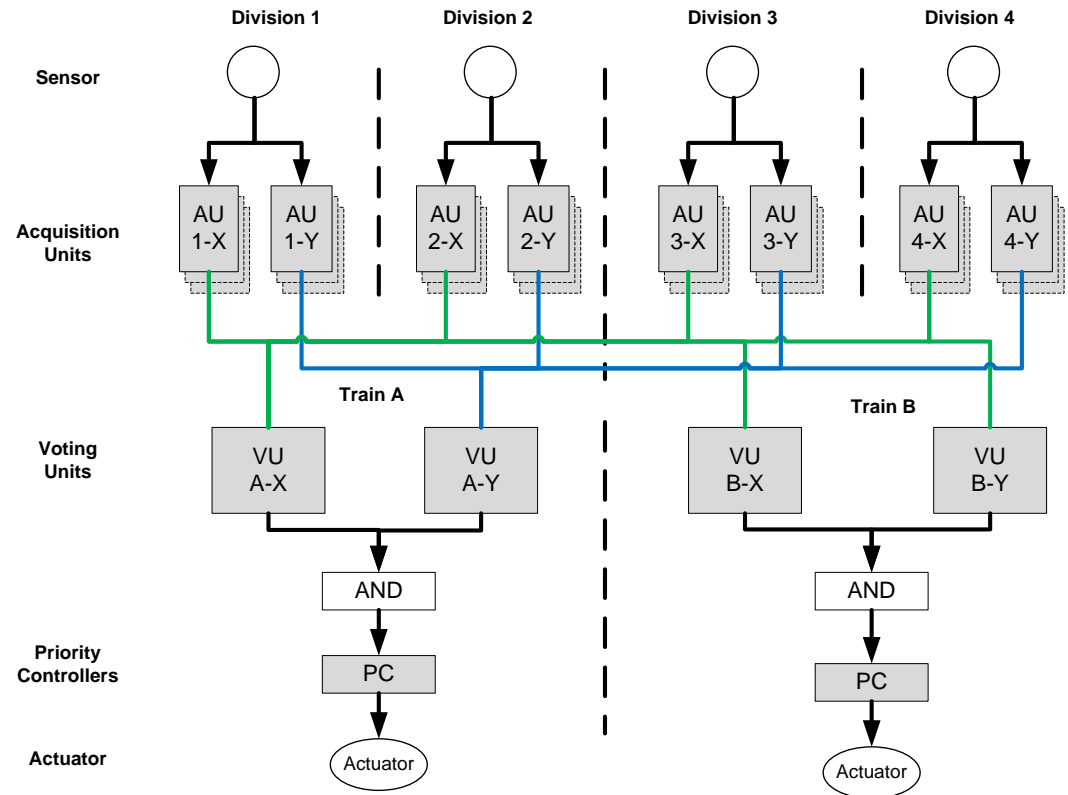 Division 1
Division 2
Division 3
Division 4
Sensor
Acquisition
Units
AU
1-X
AU
1-Y
AU
2-X
AU
2-Y
AU
3-X
AU
3-Y
AU
4-X
AU
4-Y
Train A
Train B
Voting
Units
VU
A-X
VU
A-Y
VU
B-X
VU
B-Y
AND
AND
Priority
Controllers
PC
PC
Actuator
Actuator
Actuator